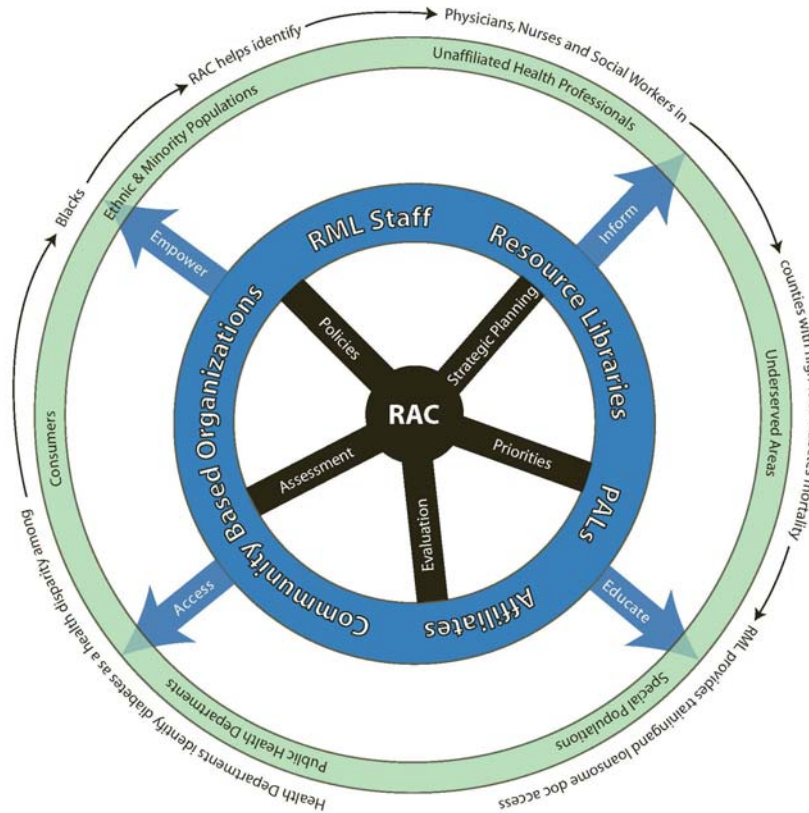 RAC
Policies
Strategic Planning
Priorities
Evaluation
Assessment
RML Staff
Resource Libraries
PALs
Affiliates
Community Based Organizations
Empower
Inform
Educate
Access
Ethnic & Minority Populations
Unaffiliated Health Professionals
Underserved Areas
Special Populations
Public Health Departments
Consumers
Health Departments identify diabetes as a health disparity among
Blacks
RAC helps identify
Physicians, Nurses and Social Workers in
counties with mortality
RML provides trainingand loansome doc access